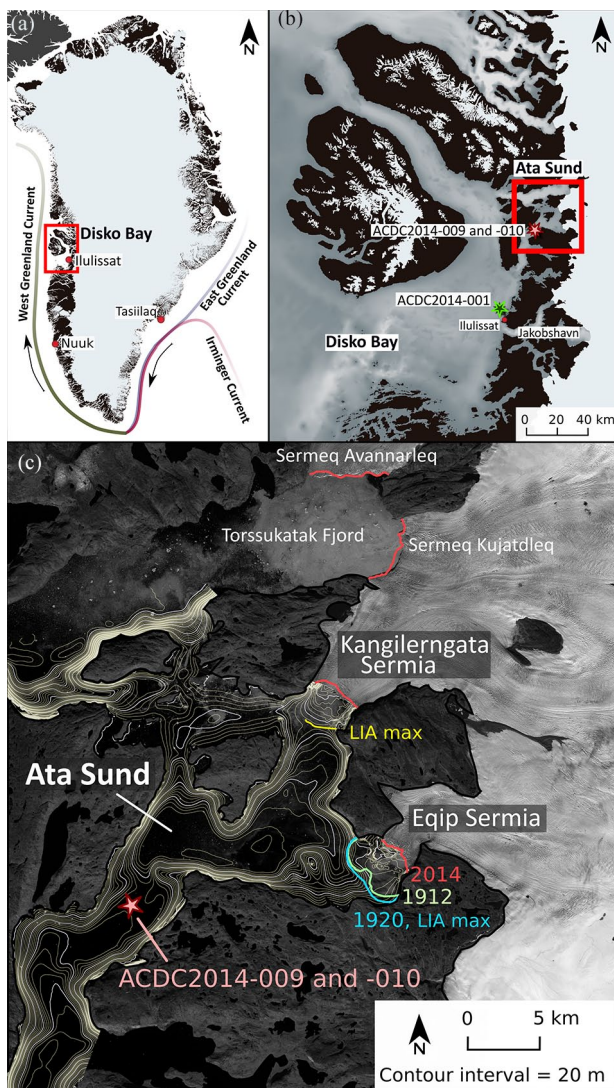 (a)
N
West Greenland Current
Disko Bay
Ilulissat
Tasiilaq
East Greenland
Current
Nuuk
Irminger Current
(b)
N
Ata Sund
ACDC2014-009 and -010
ACDC2014-001
Ilulissat
Jakobshavn
Disko Bay
0 20 40 km
(c)
Sermeq Avannarleq
Torssukatak Fjord
Sermeq Kujatdleq
Kangilerngata
Sermia
LIA max
Ata Sund
Eqip Sermia
2014
1912
1920, LIA max
ACDC2014-009 and -010
N
0 5 km
Contour interval = 20 m